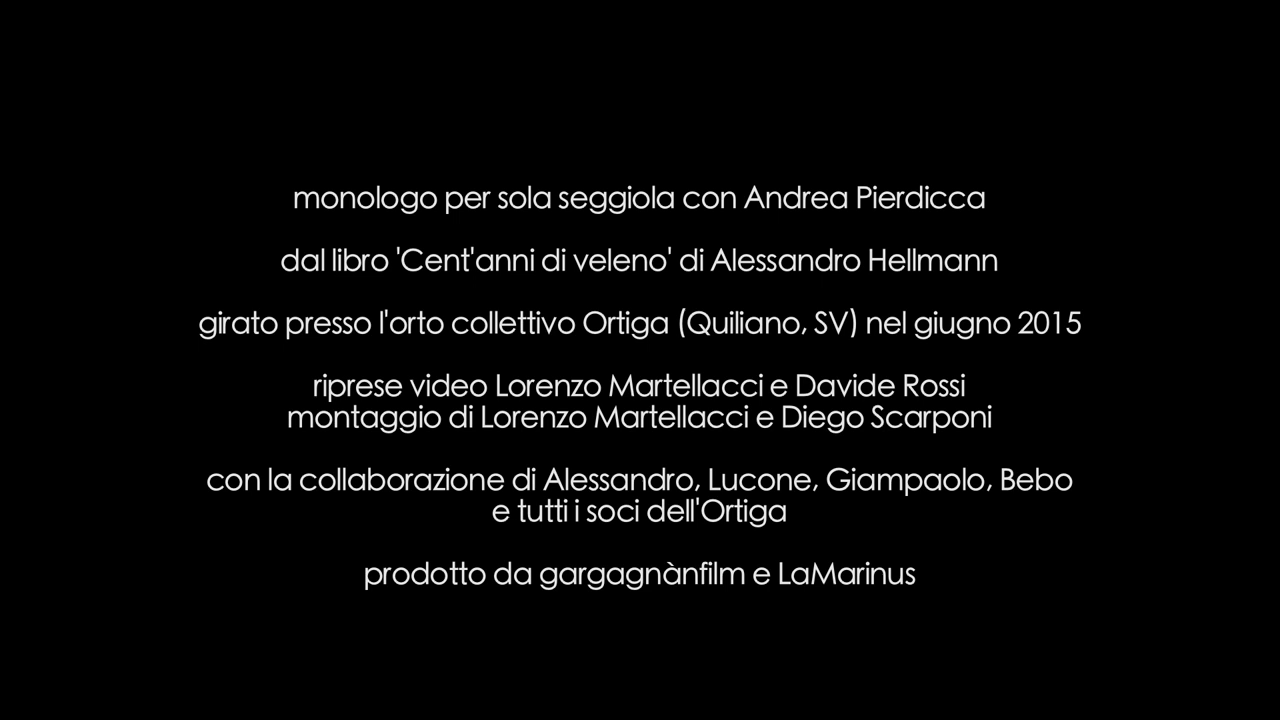 monologo per sola seggiola con Andrea Pierdicca
dal libro 'Cent'anni di veleno' di Alessandro Hellmann
girato presso l'orto collettivo Ortiga (Quiliano, SV) nel giugno 2015
riprese video Lorenzo Martellacci e Davide Rossi
montaggio di Lorenzo Martellacci e Diego Scarponi
con la collaborazione di Alessandro, Lucone, Giampaolo, Bebo
e tutti i soci dell'Ortiga
prodotto da gargagnànfilm e LaMarinus